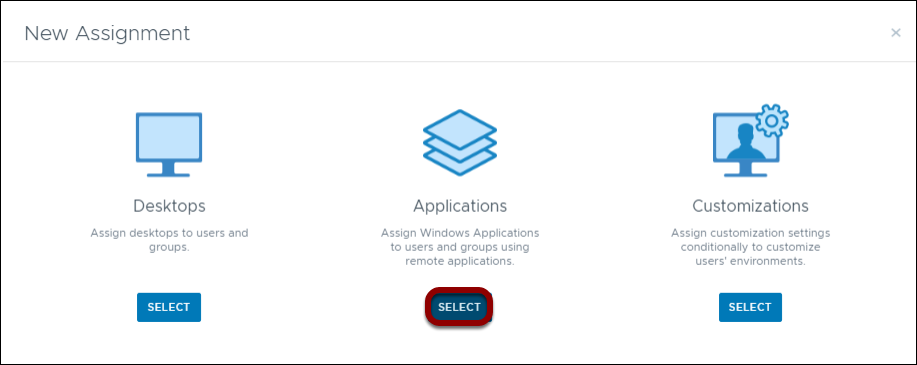 New Assignment
×
Desktops
Assign desktops to users and
groups.
SELECT
Applications
Assign Windows Applications
to users and groups using
remote applications.
SELECT
Customizations
Assign customization settings
conditionally to customize
users' environments.
SELECT